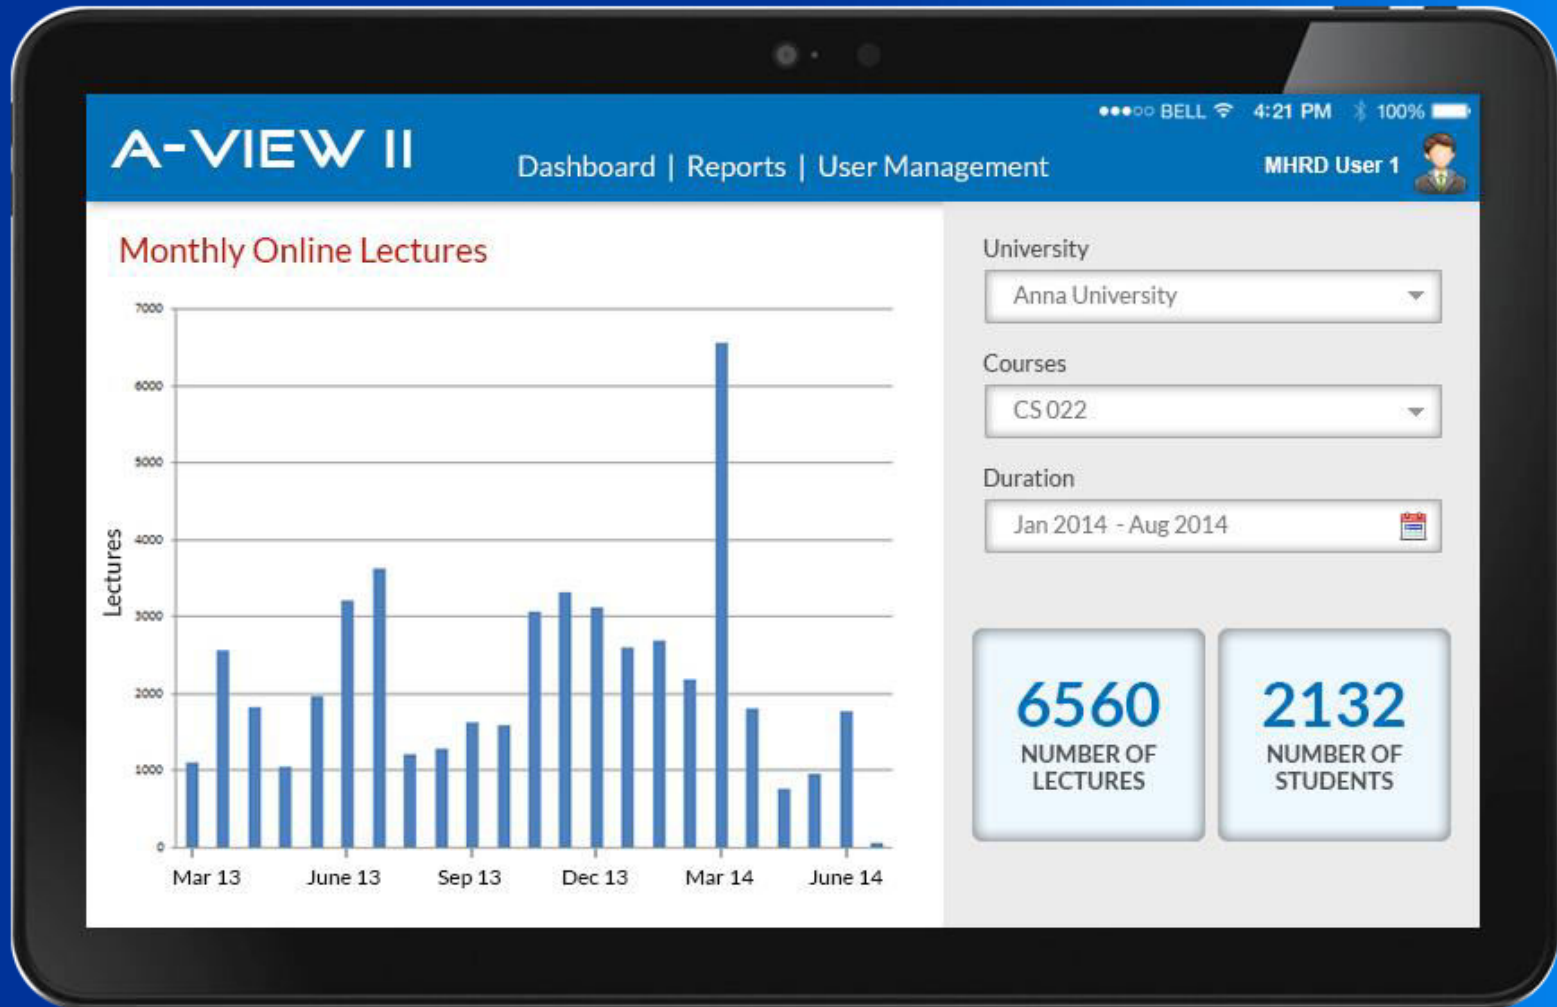 ●●●○○ BELL 4:21 PM 100%
A-VIEW II
Dashboard | Reports | User Management
MHRD User 1
Monthly Online Lectures
7000
6000
5000
4000
3000
2000
1000
0
Lectures
Mar 13 June 13 Sep 13 Dec 13 Mar 14 June 14
University
Anna University
Courses
CS 022
Duration
Jan 2014 - Aug 2014
6560
NUMBER OF
LECTURES
2132
NUMBER OF
STUDENTS